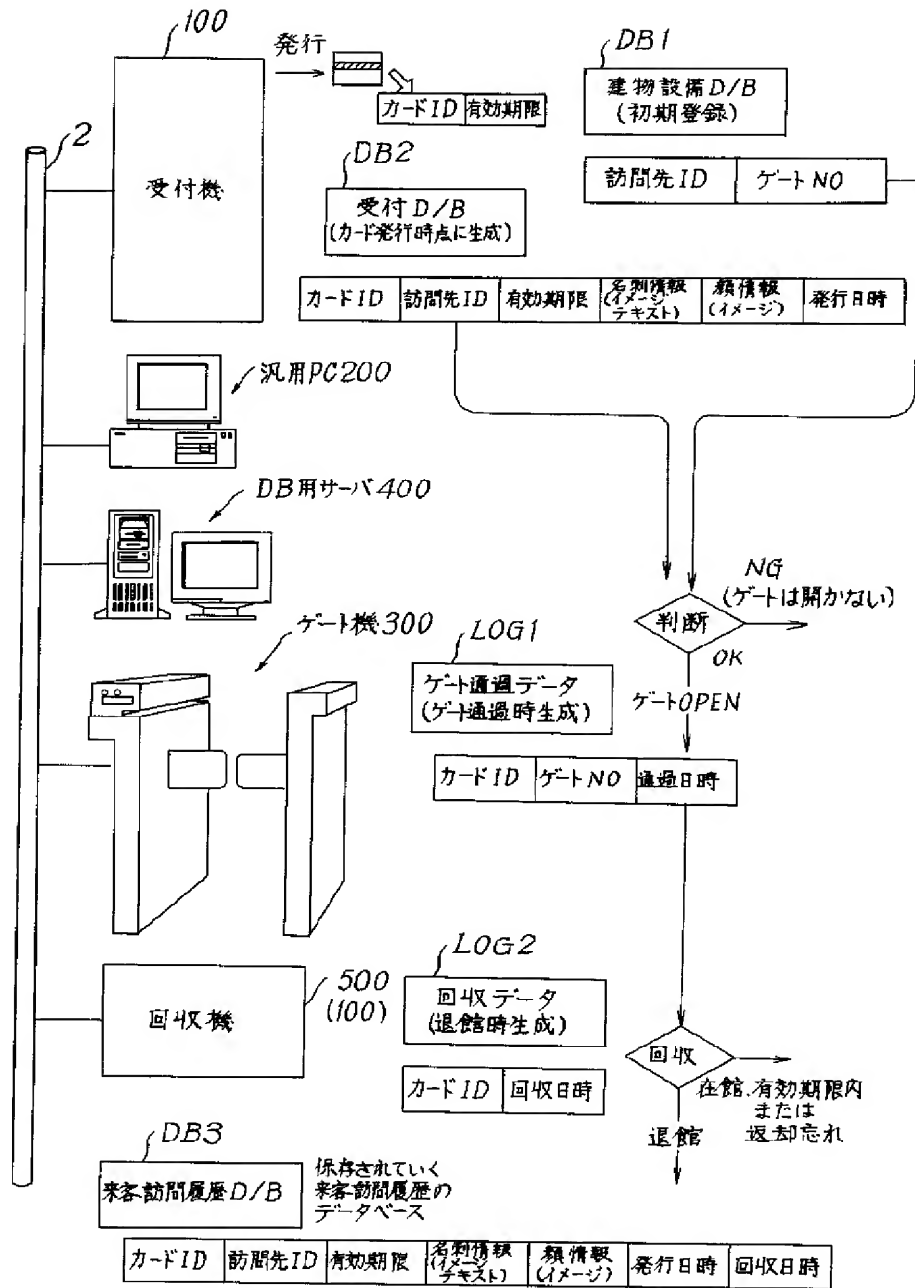 100
発行
DB1
カードID
有効期限
建物設備D/B
(初期登録)
2
DB2
受付機
訪問先ID
ゲートNO
受付D/B
(カード発行時点に生成)
カードID
訪問先ID
有効期限
名刺情報
(イメージ,
テキスト)
顔情報
(イメージ)
発行日時
汎用PC200
DB用サーバ400
NG
(ゲートは開かない)
判断
OK
ゲート機300
LOG1
ゲート通過データ
(ゲート通過時生成)
ゲートOPEN
カードID
ゲートNO
通過日時
LOG2
回収機
500
(100)
回収データ
(退館時生成)
回収
カードID
回収日時
在館、有効期限内
または
返却忘れ
退館
DB3
来客訪問履歴D/B
保存されていく
来客訪問履歴の
データベース
カードID
訪問先ID
有効期限
名刺情報
(イメージ
テキスト)
顔情報
(イメージ)
発行日時
回収日時